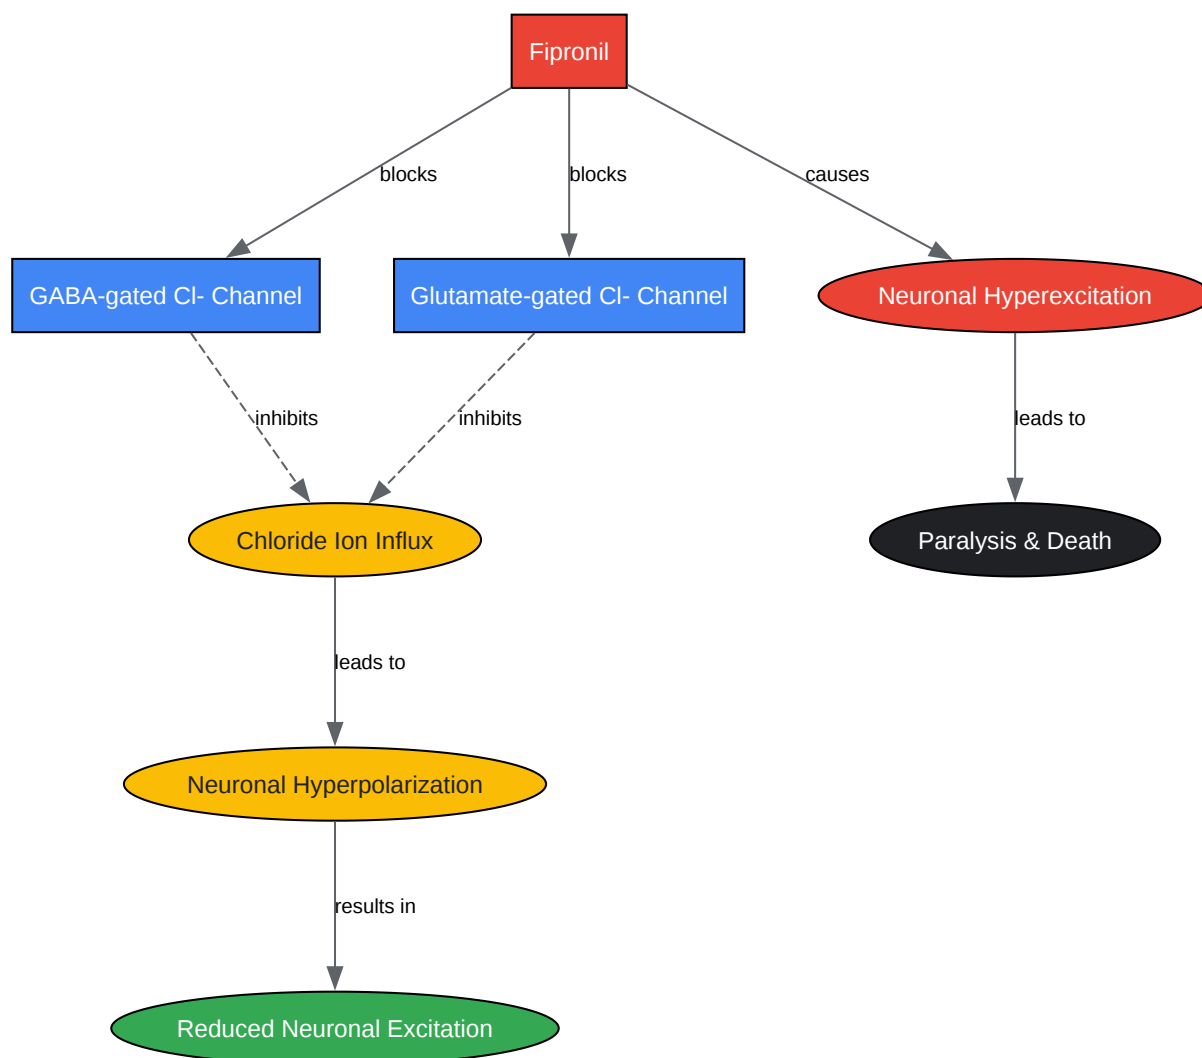 Fipronil
blocks
blocks
causes
GABA-gated Cl- Channel
Glutamate-gated Cl- Channel
Neuronal Hyperexcitation
inhibits
inhibits
leads to
Chloride Ion Influx
Paralysis & Death
leads to
Neuronal Hyperpolarization
results in
Reduced Neuronal Excitation